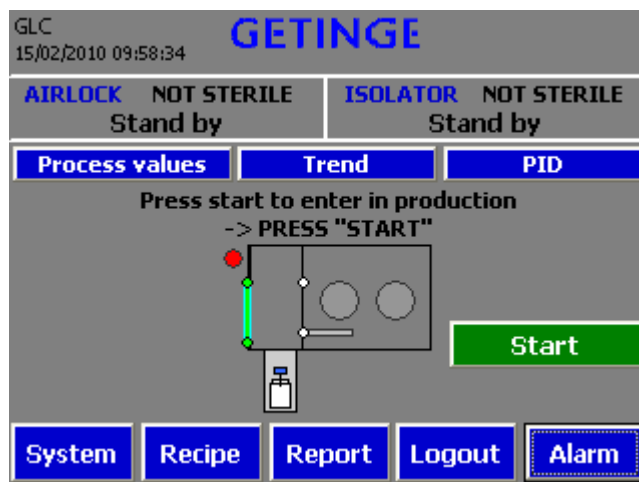 GLC
GETINGE
15/02/2010 09:58:34
AIRLOCK NOT STERILE
Stand by
ISOLATOR NOT STERILE
Stand by
Process values
Trend
PID
Press start to enter in production
-> PRESS "START"
Start
System
Recipe
Report
Logout
Alarm